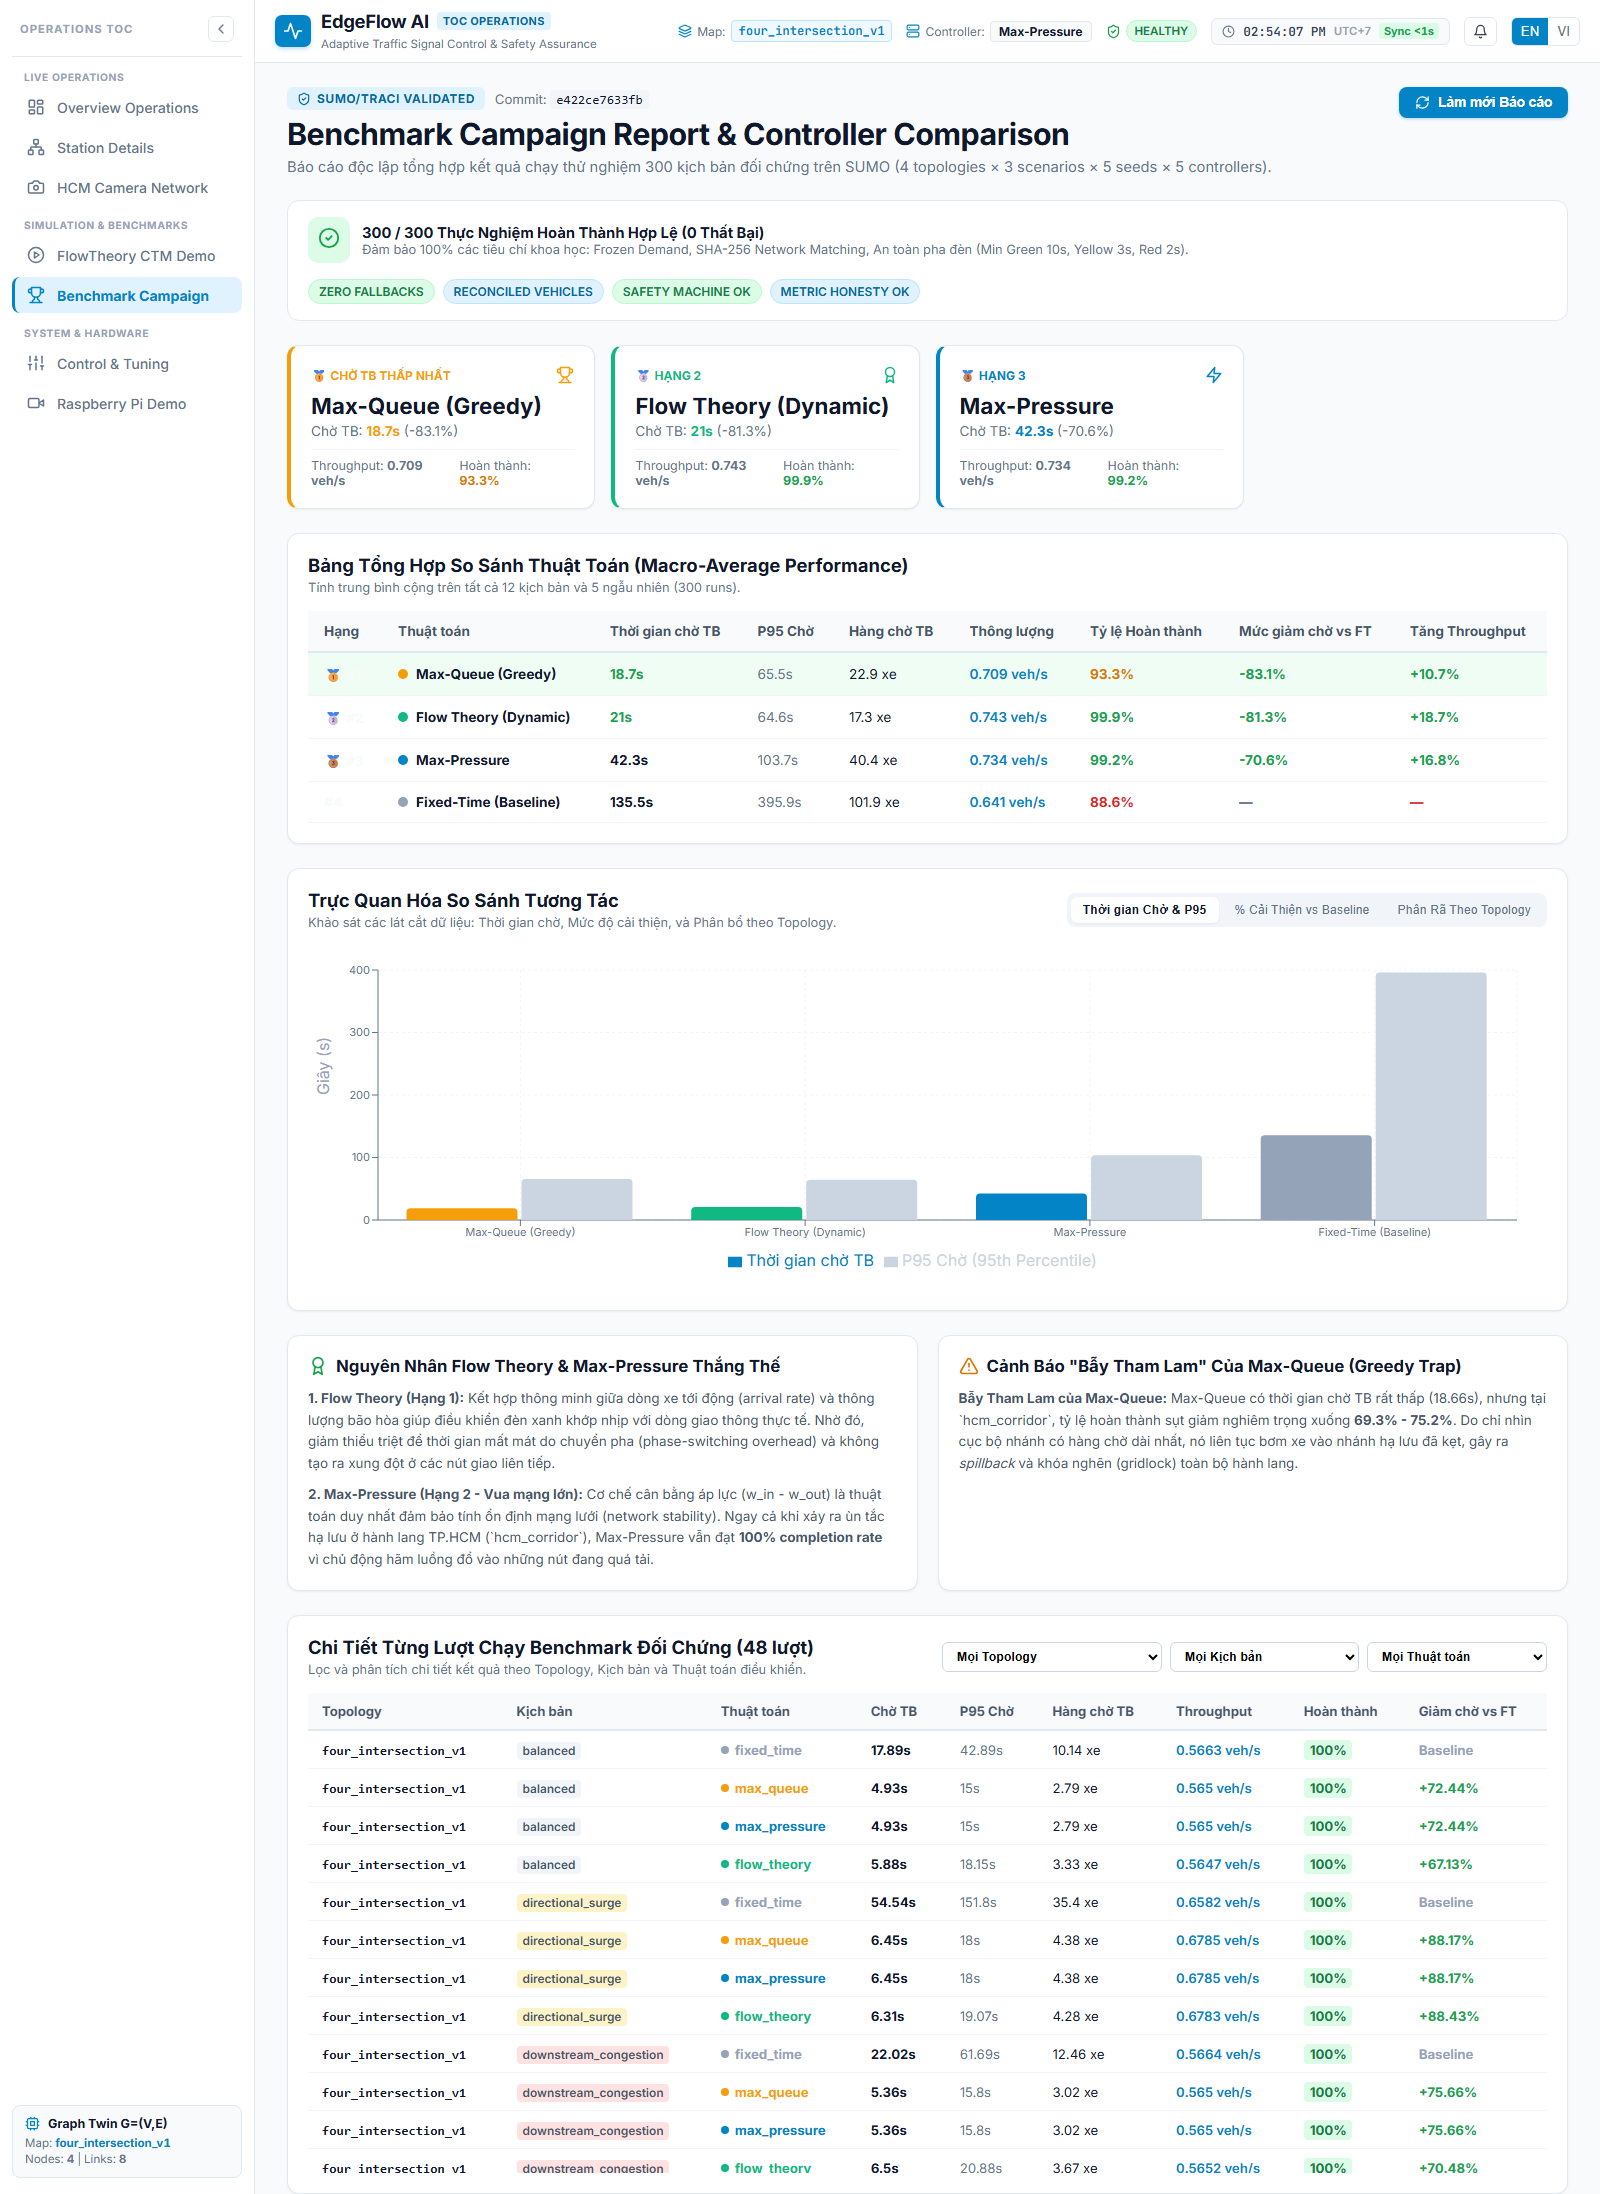 OPERATIONS TOC
LIVE OPERATIONS
Overview Operations
Station Details
HCM Camera Network
SIMULATION & BENCHMARKS
FlowTheory CTM Demo
Benchmark Campaign
SYSTEM & HARDWARE
Control & Tuning
Raspberry Pi Demo
Graph Twin G=(V,E)
Map: four_intersection_v1
Nodes: 4 | Links: 8
EdgeFlow AI TOC OPERATIONS
Adaptive Traffic Signal Control & Safety Assurance
Map: four_intersection_v1 Controller: Max-Pressure HEALTHY 02:54:07 PM UTC+7 Sync <1s EN VI
SUMO/TRACI VALIDATED Commit: e422ce7633fb
Làm mới Báo cáo
Benchmark Campaign Report & Controller Comparison
Báo cáo độc lập tổng hợp kết quả chạy thử nghiệm 300 kịch bản đối chứng trên SUMO (4 topologies × 3 scenarios × 5 seeds × 5 controllers).
300 / 300 Thực Nghiệm Hoàn Thành Hợp Lệ (0 Thất Bại)
Đảm bảo 100% các tiêu chí khoa học: Frozen Demand, SHA-256 Network Matching, An toàn pha đèn (Min Green 10s, Yellow 3s, Red 2s).
ZERO FALLBACKS RECONCILED VEHICLES SAFETY MACHINE OK METRIC HONESTY OK
CHỜ TB THẤP NHẤT
Max-Queue (Greedy)
Chờ TB: 18.7s (-83.1%)
Throughput: 0.709 veh/s Hoàn thành: 93.3%
HẠNG 2
Flow Theory (Dynamic)
Chờ TB: 21s (-81.3%)
Throughput: 0.743 veh/s Hoàn thành: 99.9%
HẠNG 3
Max-Pressure
Chờ TB: 42.3s (-70.6%)
Throughput: 0.734 veh/s Hoàn thành: 99.2%
Bảng Tổng Hợp So Sánh Thuật Toán (Macro-Average Performance)
Tính trung bình cộng trên tất cả 12 kịch bản và 5 ngẫu nhiên (300 runs).
Hạng Thuật toán Thời gian chờ TB P95 Chờ Hàng chờ TB Thông lượng Tỷ lệ Hoàn thành Mức giảm chờ vs FT Tăng Throughput
Max-Queue (Greedy) 18.7s 65.5s 22.9 xe 0.709 veh/s 93.3% -83.1% +10.7%
Flow Theory (Dynamic) 21s 64.6s 17.3 xe 0.743 veh/s 99.9% -81.3% +18.7%
Max-Pressure 42.3s 103.7s 40.4 xe 0.734 veh/s 99.2% -70.6% +16.8%
Fixed-Time (Baseline) 135.5s 395.9s 101.9 xe 0.641 veh/s 88.6% — —
Trực Quan Hóa So Sánh Tương Tác
Khảo sát các lát cắt dữ liệu: Thời gian chờ, Mức độ cải thiện, và Phân bổ theo Topology.
Thời gian Chờ & P95 % Cải Thiện vs Baseline Phân Rã Theo Topology
Giây (s)
400
300
200
100
0
Max-Queue (Greedy) Flow Theory (Dynamic) Max-Pressure Fixed-Time (Baseline)
Thời gian chờ TB P95 Chờ (95th Percentile)
Nguyên Nhân Flow Theory & Max-Pressure Thắng Thế
1. Flow Theory (Hạng 1): Kết hợp thông minh giữa dòng xe tới động (arrival rate) và thông
lượng bão hòa giúp điều khiển đèn xanh khớp nhịp với dòng giao thông thực tế. Nhờ đó,
giảm thiểu triệt để thời gian mất mát do chuyển pha (phase-switching overhead) và không
tạo ra xung đột ở các nút giao liên tiếp.
2. Max-Pressure (Hạng 2 - Vua mạng lớn): Cơ chế cân bằng áp lực (w_in - w_out) là thuật
toán duy nhất đảm bảo tính ổn định mạng lưới (network stability). Ngay cả khi xảy ra ùn tắc
hạ lưu ở hành lang TP.HCM (`hcm_corridor`), Max-Pressure vẫn đạt 100% completion rate
vì chủ động hãm luồng đổ vào những nút đang quá tải.
Cảnh Báo "Bẫy Tham Lam" Của Max-Queue (Greedy Trap)
Bẫy Tham Lam của Max-Queue: Max-Queue có thời gian chờ TB rất thấp (18.66s), nhưng tại
`hcm_corridor`, tỷ lệ hoàn thành sụt giảm nghiêm trọng xuống 69.3% - 75.2%. Do chỉ nhìn
cục bộ nhánh có hàng chờ dài nhất, nó liên tục bơm xe vào nhánh hạ lưu đã kẹt, gây ra
spillback và khóa nghẽn (gridlock) toàn bộ hành lang.
Chi Tiết Từng Lượt Chạy Benchmark Đối Chứng (48 lượt)
Lọc và phân tích chi tiết kết quả theo Topology, Kịch bản và Thuật toán điều khiển.
Mọi Topology Mọi Kịch bản Mọi Thuật toán
Topology Kịch bản Thuật toán Chờ TB P95 Chờ Hàng chờ TB Throughput Hoàn thành Giảm chờ vs FT
four_intersection_v1 balanced fixed_time 17.89s 42.89s 10.14 xe 0.5663 veh/s 100% Baseline
four_intersection_v1 balanced max_queue 4.93s 15s 2.79 xe 0.565 veh/s 100% +72.44%
four_intersection_v1 balanced max_pressure 4.93s 15s 2.79 xe 0.565 veh/s 100% +72.44%
four_intersection_v1 balanced flow_theory 5.88s 18.15s 3.33 xe 0.5647 veh/s 100% +67.13%
four_intersection_v1 directional_surge fixed_time 54.54s 151.8s 35.4 xe 0.6582 veh/s 100% Baseline
four_intersection_v1 directional_surge max_queue 6.45s 18s 4.38 xe 0.6785 veh/s 100% +88.17%
four_intersection_v1 directional_surge max_pressure 6.45s 18s 4.38 xe 0.6785 veh/s 100% +88.17%
four_intersection_v1 directional_surge flow_theory 6.31s 19.07s 4.28 xe 0.6783 veh/s 100% +88.43%
four_intersection_v1 downstream_congestion fixed_time 22.02s 61.69s 12.46 xe 0.5664 veh/s 100% Baseline
four_intersection_v1 downstream_congestion max_queue 5.36s 15.8s 3.02 xe 0.565 veh/s 100% +75.66%
four_intersection_v1 downstream_congestion max_pressure 5.36s 15.8s 3.02 xe 0.565 veh/s 100% +75.66%
four_intersection_v1 downstream_congestion flow_theory 6.5s 20.88s 3.67 xe 0.5652 veh/s 100% +70.48%